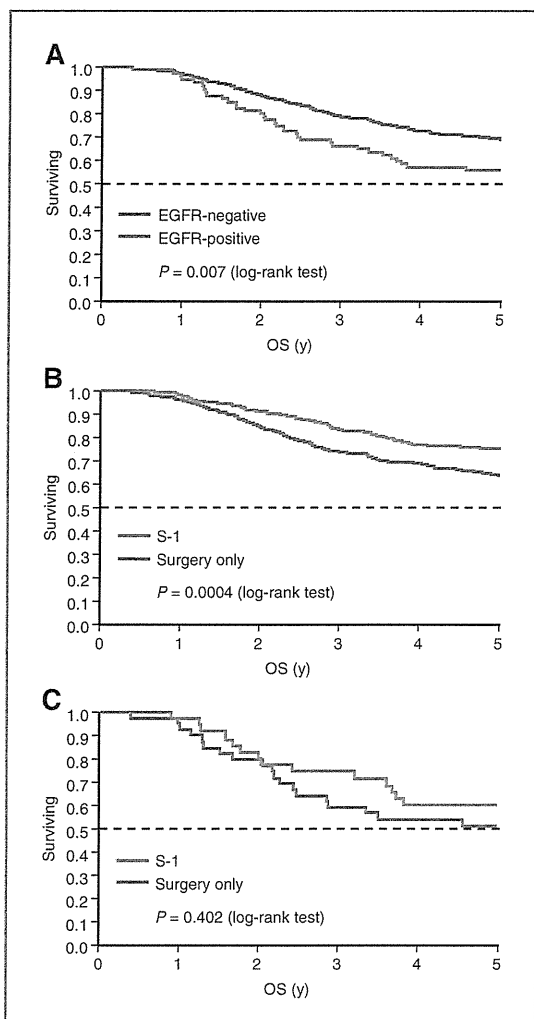 A
1.0
0.9
0.8
0.7
0.6
0.5
0.4
0.3
0.2
0.1
0.0
Surviving
EGFR-negative
EGFR-positive
P = 0.007 (log-rank test)
0 1 2 3 4 5
OS (y)
B
1.0
0.9
0.8
0.7
0.6
0.5
0.4
0.3
0.2
0.1
0.0
Surviving
S-1
Surgery only
P = 0.0004 (log-rank test)
0 1 2 3 4 5
OS (y)
C
1.0
0.9
0.8
0.7
0.6
0.5
0.4
0.3
0.2
0.1
0.0
Surviving
S-1
Surgery only
P = 0.402 (log-rank test)
0 1 2 3 4 5
OS (y)